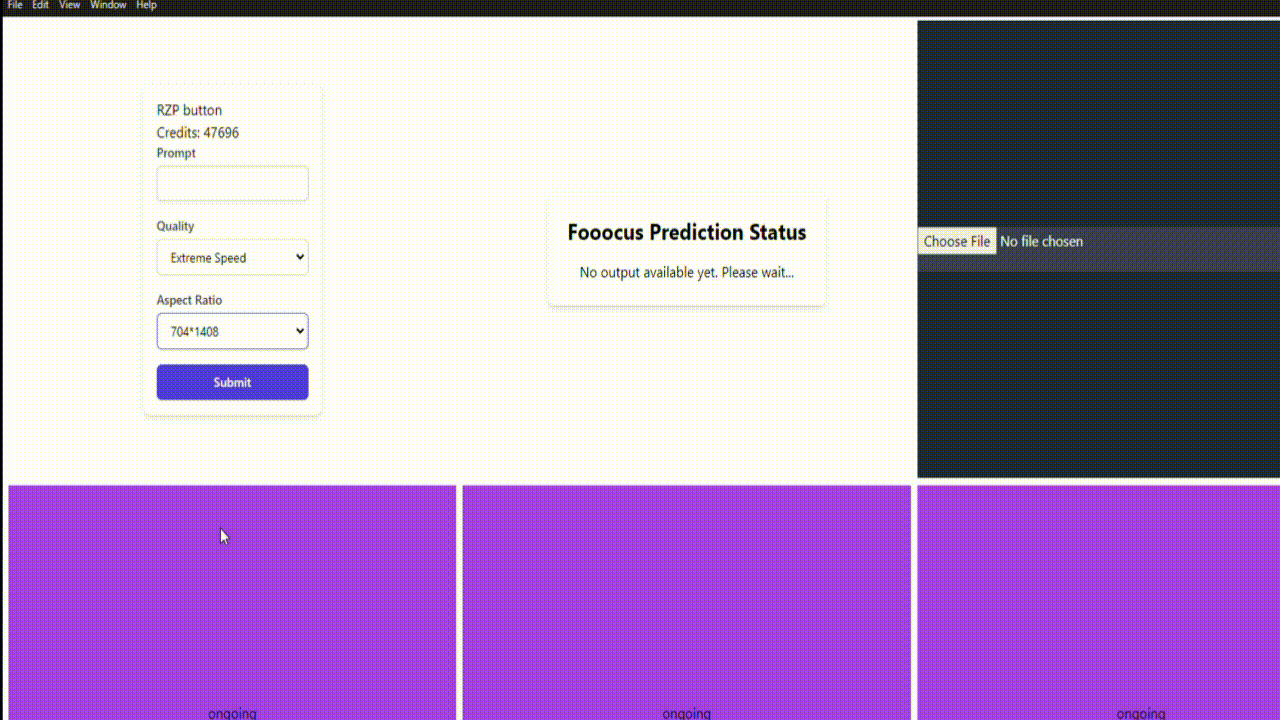 File Edit View Window Help
RZP button
Credits: 47696
Prompt
Quality
Extreme Speed
Aspect Ratio
704*1408
Submit
Fooocus Prediction Status
No output available yet. Please wait...
Choose File No file chosen
ongoing
ongoing
ongoing